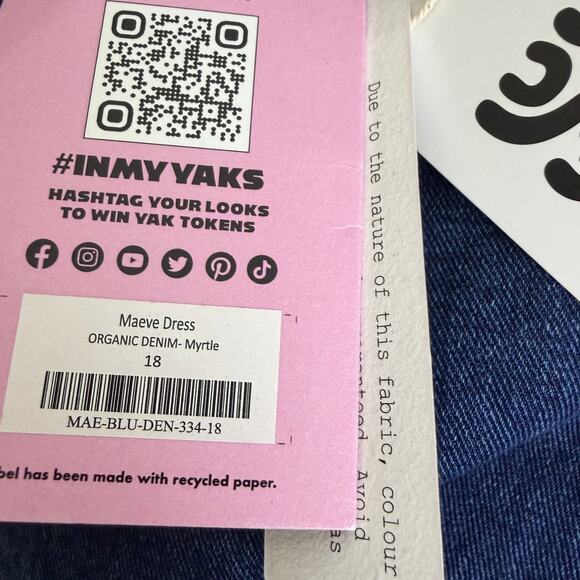 #INMYYAKS
HASHTAG YOUR LOOKS
TO WIN YAK TOKENS
Maeve Dress
ORGANIC DENIM- Myrtle
18
MAE-BLU-DEN-334-18
bel has been made with recycled paper.
Due to the nature of this fabric, colour
Avoid
as